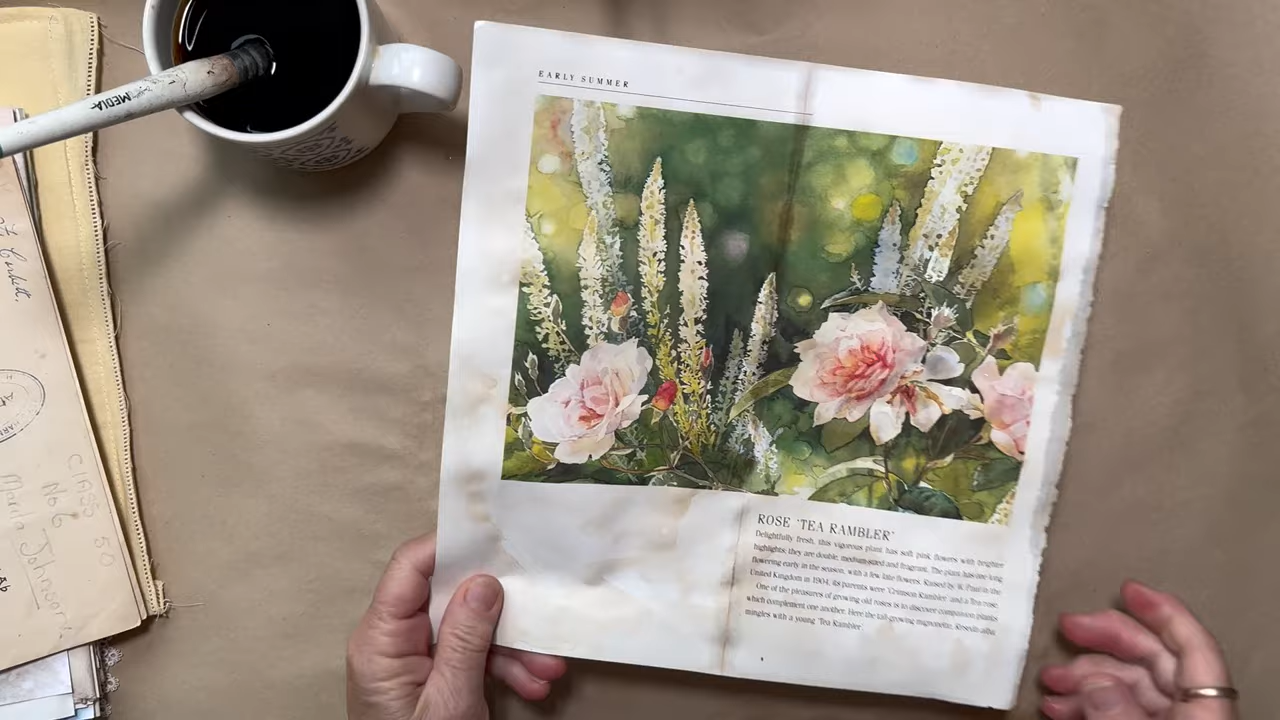 EARLY SUMMER
MEDIA
ROSE 'TEA RAMBLER'
Delightfully fresh, this vigorous plant has soft pink flowers with brighter
highlights; they are double, medium-sized and fragrant. The plant has one long
flowering early in the season, with a few late flowers. Raised by W. Paul in the
United Kingdom in 1904, its parents were 'Crimson Rambler' and a Tea rose.
One of the pleasures of growing old roses is to discover companion plants
which complement one another. Here the tall-growing mignonette, Reseda alba,
mingles with a young 'Tea Rambler'.
CLASS
No 6
50
Johnson